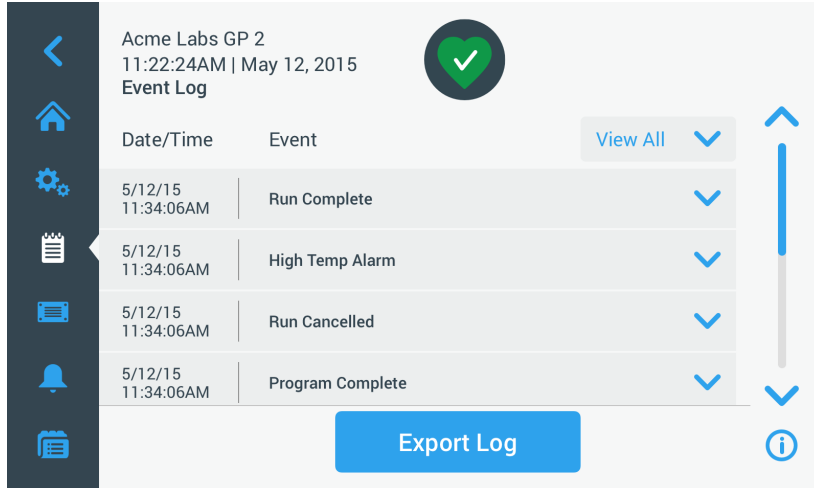 Acme Labs GP 2
11:22:24AM | May 12, 2015
Event Log
Date/Time Event View All
5/12/15
11:34:06AM
Run Complete
5/12/15
11:34:06AM
High Temp Alarm
5/12/15
11:34:06AM
Run Cancelled
5/12/15
11:34:06AM
Program Complete
Export Log